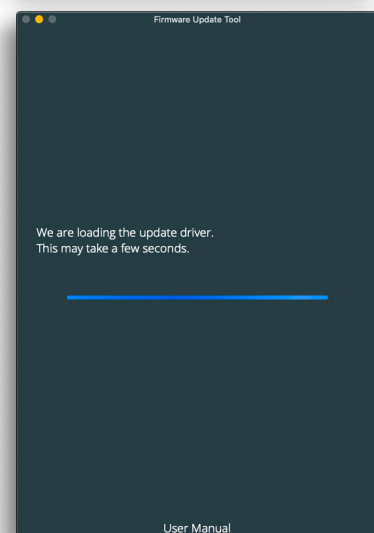 Firmware Update Tool
We are loading the update driver.
This may take a few seconds.
User Manual